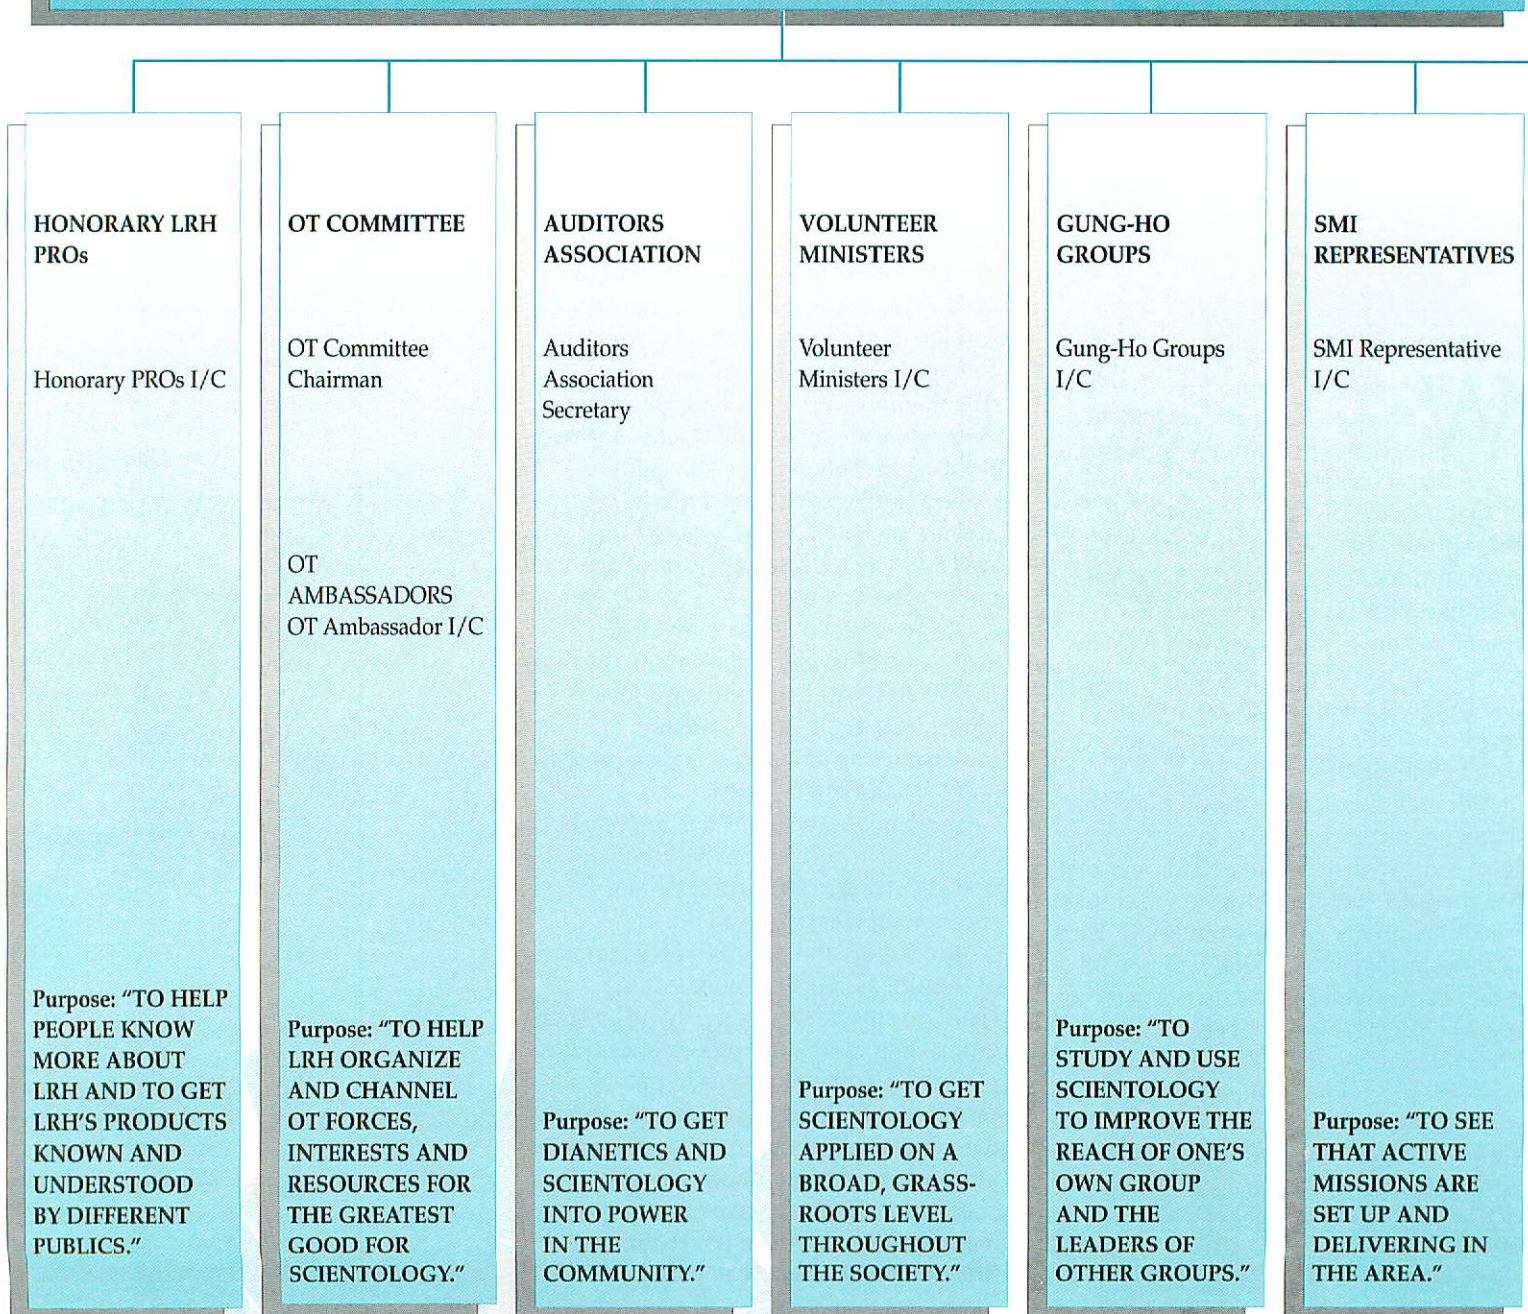 HONORARY LRH
PROs
Honorary PROs I/C
Purpose: "TO HELP
PEOPLE KNOW
MORE ABOUT
LRH AND TO GET
LRH'S PRODUCTS
KNOWN AND
UNDERSTOOD
BY DIFFERENT
PUBLICS."
OT COMMITTEE
OT Committee
Chairman
OT
AMBASSADORS
OT Ambassador I/C
Purpose: "TO HELP
LRH ORGANIZE
AND CHANNEL
OT FORCES,
INTERESTS AND
RESOURCES FOR
THE GREATEST
GOOD FOR
SCIENTOLOGY."
AUDITORS
ASSOCIATION
Auditors
Association
Secretary
Purpose: "TO GET
DIANETICS AND
SCIENTOLOGY
INTO POWER
IN THE
COMMUNITY."
VOLUNTEER
MINISTERS
Volunteer
Ministers I/C
Purpose: "TO GET
SCIENTOLOGY
APPLIED ON A
BROAD, GRASS-
ROOTS LEVEL
THROUGHOUT
THE SOCIETY."
GUNG-HO
GROUPS
Gung-Ho Groups
I/C
Purpose: "TO
STUDY AND USE
SCIENTOLOGY
TO IMPROVE THE
REACH OF ONE'S
OWN GROUP
AND THE
LEADERS OF
OTHER GROUPS."
SMI
REPRESENTATIVES
SMI Representative
I/C
Purpose: "TO SEE
THAT ACTIVE
MISSIONS ARE
SET UP AND
DELIVERING IN
THE AREA."